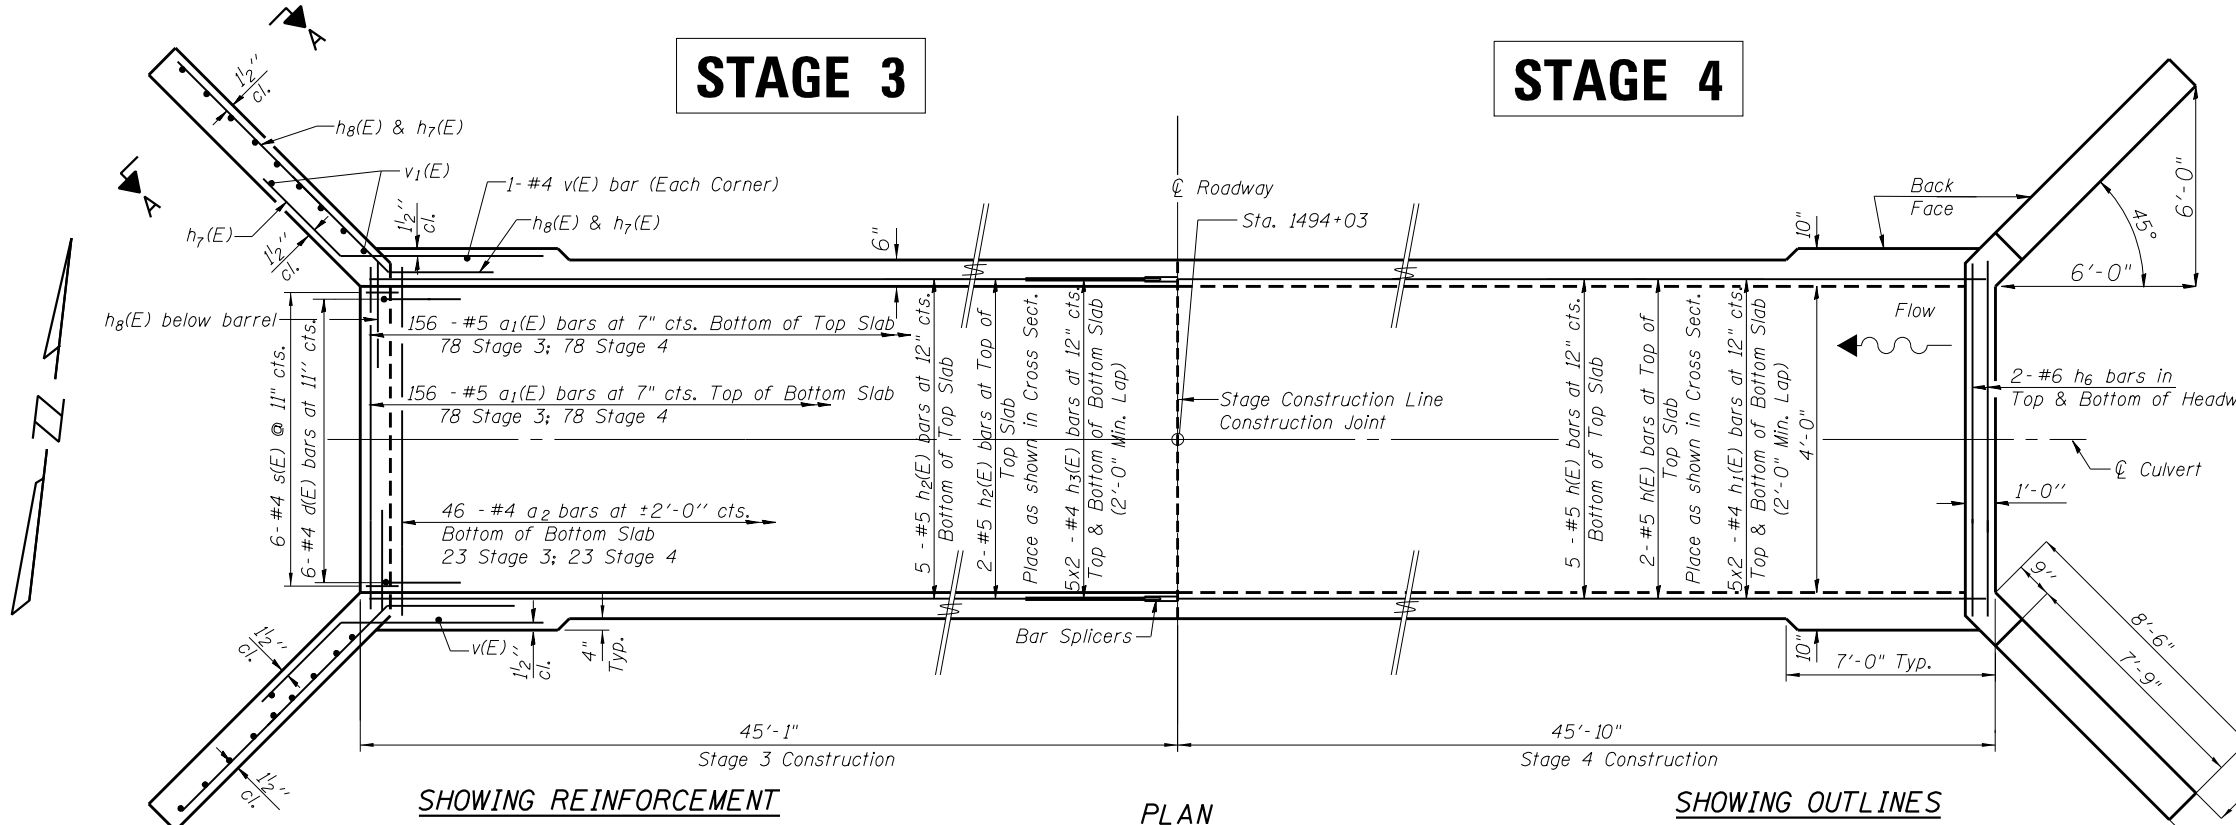 STAGE 3
STAGE 4
A
A
1½" cl.
h8(E) & h7(E)
v1(E)
1-#4 v(E) bar (Each Corner)
1½" cl.
h8(E) & h7(E)
h7(E)
1½" cl.
6"
℄ Roadway
Sta. 1494+03
10"
Back
Face
45°
6'-0"
6'-0"
h8(E) below barrel
156 - #5 a1(E) bars at 7" cts. Bottom of Top Slab
78 Stage 3; 78 Stage 4
156 - #5 a1(E) bars at 7" cts. Top of Bottom Slab
78 Stage 3; 78 Stage 4
6-#4 s(E) @ 11" cts.
6-#4 d(E) bars at 11" cts.
46 - #4 a2 bars at ±2'-0" cts.
Bottom of Bottom Slab
23 Stage 3; 23 Stage 4
5 - #5 h2(E) bars at 12" cts.
Bottom of Top Slab
2-#5 h2(E) bars at Top of
Top Slab
Place as shown in Cross Sect.
5x2 - #4 h3(E) bars at 12" cts.
Top & Bottom of Bottom Slab
(2'-0" Min. Lap)
Stage Construction Line
Construction Joint
5 - #5 h(E) bars at 12" cts.
Bottom of Top Slab
2-#5 h(E) bars at Top of
Top Slab
Place as shown in Cross Sect.
5x2 - #4 h1(E) bars at 12" cts.
Top & Bottom of Bottom Slab
(2'-0" Min. Lap)
4'-0"
Flow
2-#6 h6 bars in
Top & Bottom of Headw
℄ Culvert
1'-0"
Z
1½" cl.
v(E)
1½" cl.
4"
Typ.
Bar Splicers
10"
7'-0" Typ.
9"
8'-6"
7'-9"
1½" cl.
45'-1"
Stage 3 Construction
45'-10"
Stage 4 Construction
SHOWING REINFORCEMENT
PLAN
SHOWING OUTLINES